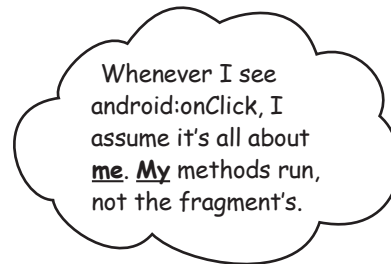 Whenever I see
android:onClick, I
assume it’s all about
me. My methods run,
not the fragment’s.